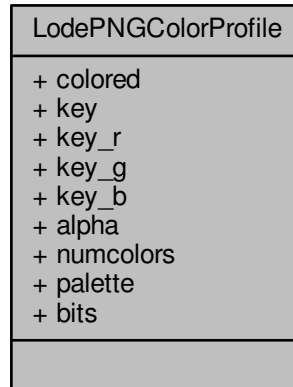 LodePNGColorProfile
+ colored
+ key
+ key_r
+ key_g
+ key_b
+ alpha
+ numcolors
+ palette
+ bits